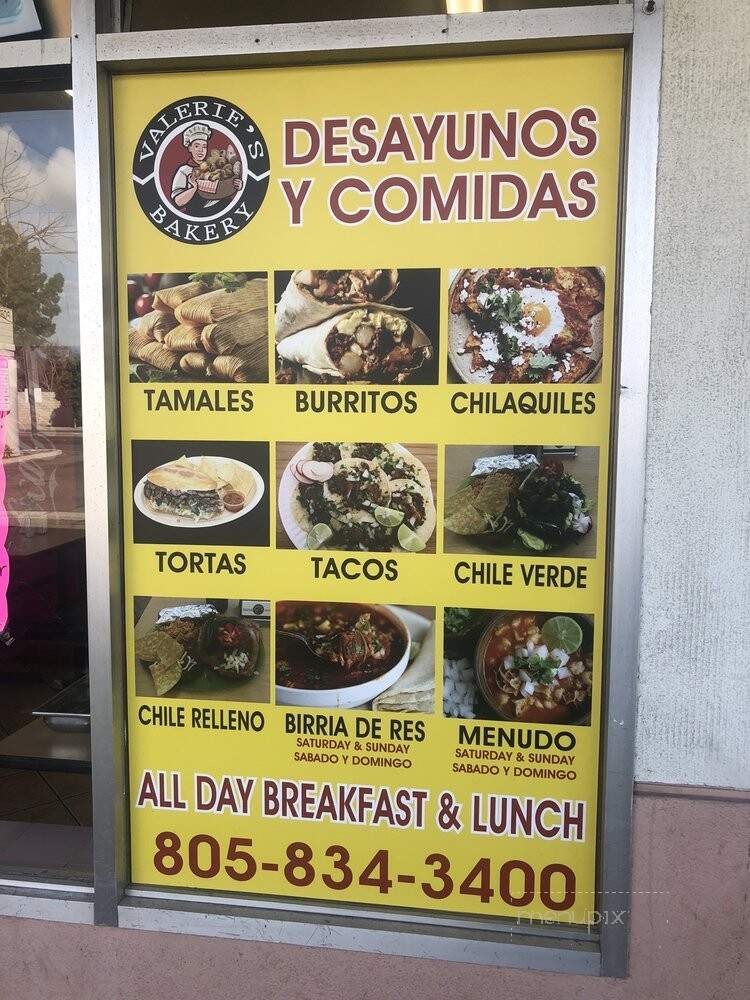 VALERIE'S
BAKERY
DESAYUNOS
Y COMIDAS
TAMALES
BURRITOS
CHILAQUILES
TORTAS
TACOS
CHILE VERDE
CHILE RELLENO
BIRRIA DE RES
SATURDAY & SUNDAY
SABADO Y DOMINGO
MENUDO
SATURDAY & SUNDAY
SABADO Y DOMINGO
ALL DAY BREAKFAST & LUNCH
805-834-3400
menupix